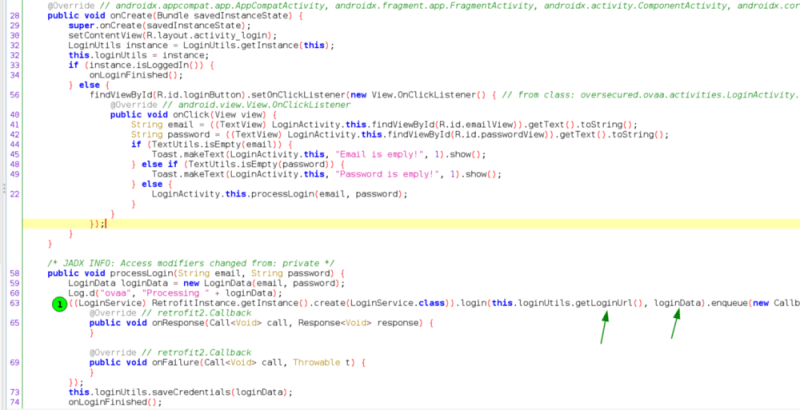 @Override // androidx.appcompat.app.AppCompatActivity, androidx.fragment.app.FragmentActivity, androidx.activity.ComponentActivity, androidx.cor
28 public void onCreate(Bundle savedInstanceState) {
29 super.onCreate(savedInstanceState);
30 setContentView(R.layout.activity_login);
32 LoginUtils instance = LoginUtils.getInstance(this);
32 this.loginUtils = instance;
33 if (instance.isLoggedIn()) {
34 onLoginFinished();
} else {
56 findViewById(R.id.loginButton).setOnClickListener(new View.OnClickListener() { // from class: oversecured.ovaa.activities.LoginActivity.
@Override // android.view.View.OnClickListener
40 public void onClick(View view) {
41 String email = ((TextView) LoginActivity.this.findViewById(R.id.emailView)).getText().toString();
42 String password = ((TextView) LoginActivity.this.findViewById(R.id.passwordView)).getText().toString();
44 if (TextUtils.isEmpty(email)) {
45 Toast.makeText(LoginActivity.this, "Email is emply!", 1).show();
48 } else if (TextUtils.isEmpty(password)) {
49 Toast.makeText(LoginActivity.this, "Password is emply!", 1).show();
} else {
22 LoginActivity.this.processLogin(email, password);
}
}
});
}
}
/* JADX INFO: Access modifiers changed from: private */
58 public void processLogin(String email, String password) {
59 LoginData loginData = new LoginData(email, password);
60 Log.d("ovaa", "Processing " + loginData);
63 1 ((LoginService) RetrofitInstance.getInstance().create(LoginService.class)).login(this.loginUtils.getLoginUrl(), loginData).enqueue(new Callb
@Override // retrofit2.Callback
65 public void onResponse(Call<Void> call, Response<Void> response) {
}
@Override // retrofit2.Callback
69 public void onFailure(Call<Void> call, Throwable t) {
}
});
73 this.loginUtils.saveCredentials(loginData);
74 onLoginFinished();